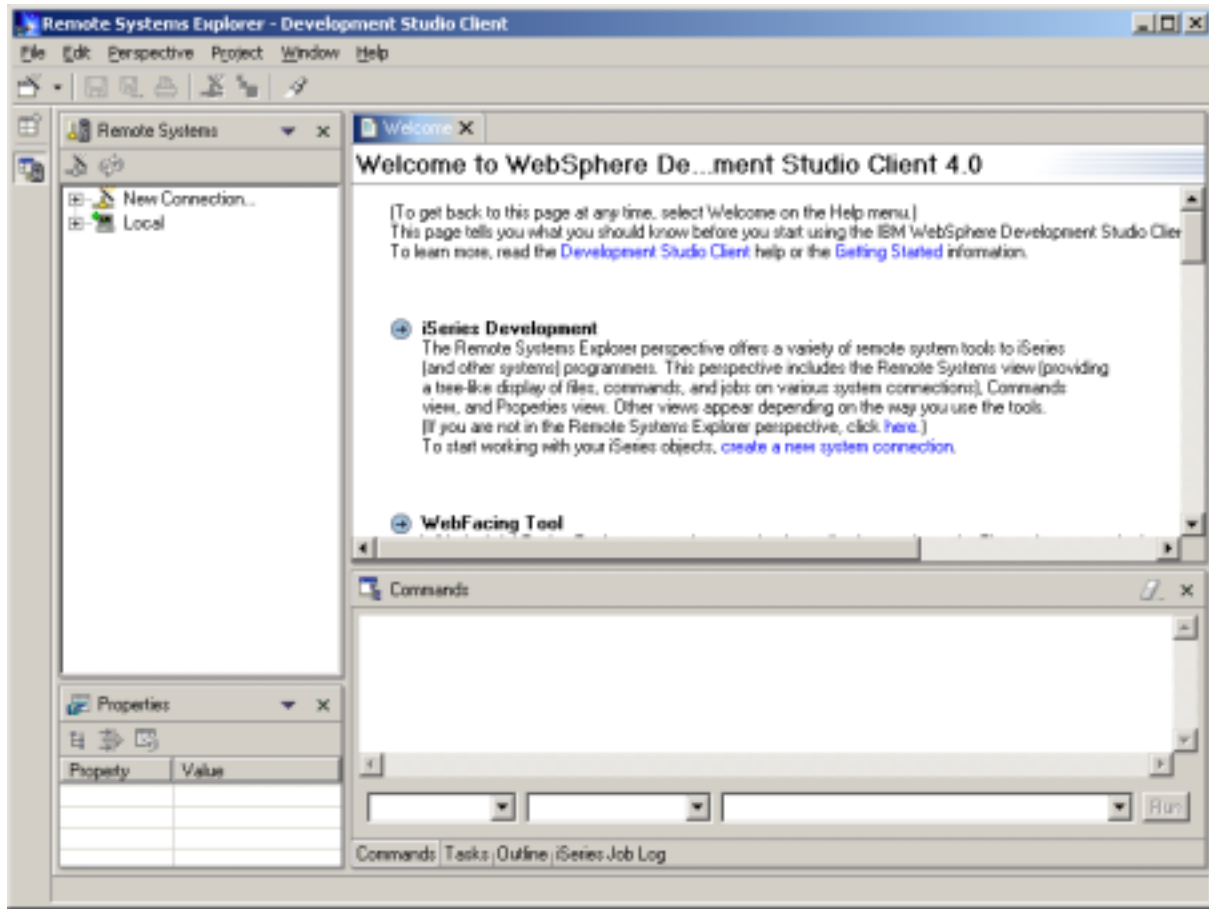 Remote Systems Explorer - Development Studio Client
File Edit Perspective Project Window Help
Remote Systems
New Connection...
Local
Welcome
Welcome to WebSphere De...ment Studio Client 4.0
(To get back to this page at any time, select Welcome on the Help menu.)
This page tells you what you should know before you start using the IBM WebSphere Development Studio Clier
To learn more, read the Development Studio Client help or the Getting Started information.
iSeries Development
The Remote Systems Explorer perspective offers a variety of remote system tools to iSeries
(and other systems) programmers. This perspective includes the Remote Systems view (providing
a tree-like display of files, commands, and jobs on various system connections), Commands
view, and Properties view. Other views appear depending on the way you use the tools.
(If you are not in the Remote Systems Explorer perspective, click here.)
To start working with your iSeries objects, create a new system connection.
WebFacing Tool
Commands
Run
Commands Tasks Outline iSeries Job Log
Properties
Property Value